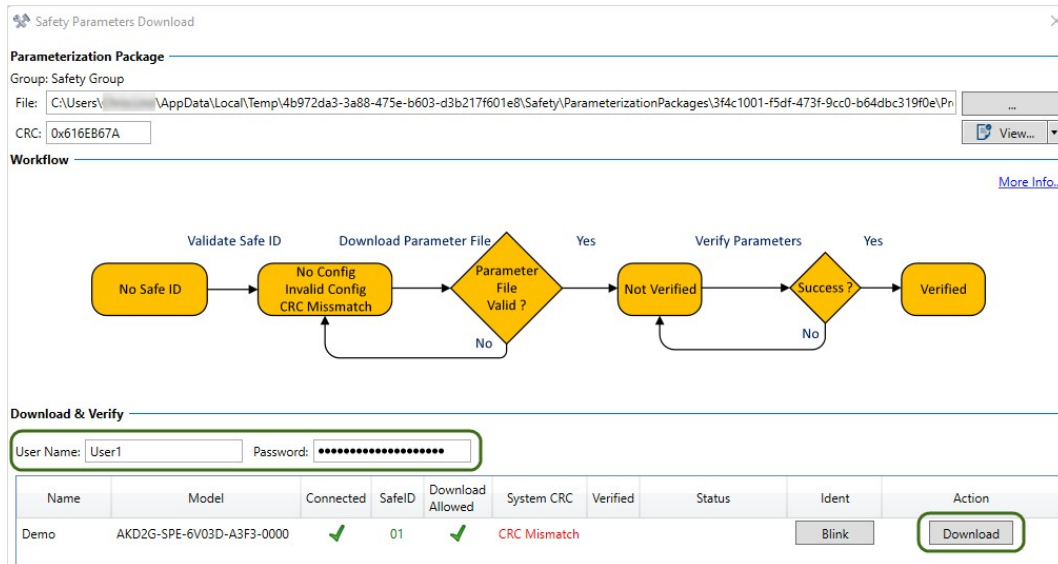 Safety Parameters Download
Parameterization Package
Group: Safety Group
File: C:\Users\ \AppData\Local\Temp\4b972da3-3a88-475e-b603-d3b217f601e8\Safety\ParameterizationPackages\3f4c1001-f5df-473f-9cc0-b64dbc319f0e\Pr
...
CRC: 0x616EB67A
View...
Workflow
More Info..
Validate Safe ID
Download Parameter File
Yes
Verify Parameters
Yes
No Safe ID
No Config
Invalid Config
CRC Missmatch
Parameter
File
Valid ?
Not Verified
Success ?
Verified
No
No
Download & Verify
User Name: User1 Password: ••••••••••••••••••••
Name Model Connected SafeID Download Allowed System CRC Verified Status Ident Action
Demo AKD2G-SPE-6V03D-A3F3-0000 01 CRC Mismatch Blink Download